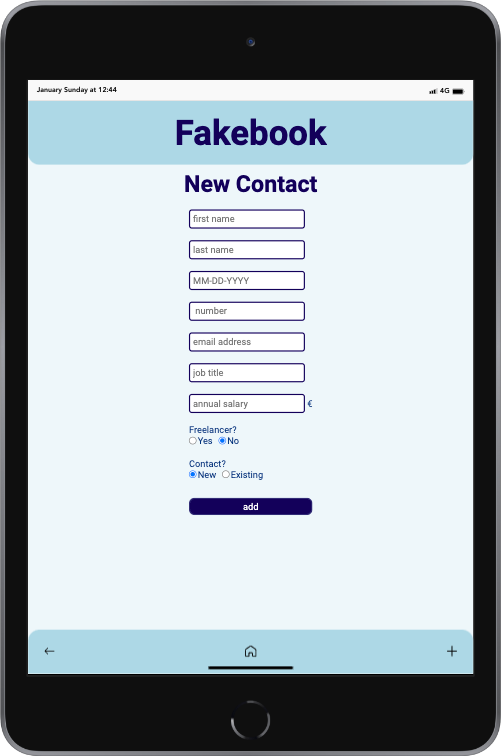 January Sunday at 12:44
4G
Fakebook
New Contact
first name
last name
MM-DD-YYYY
number
email address
job title
annual salary €
Freelancer?
Yes No
Contact?
New Existing
add